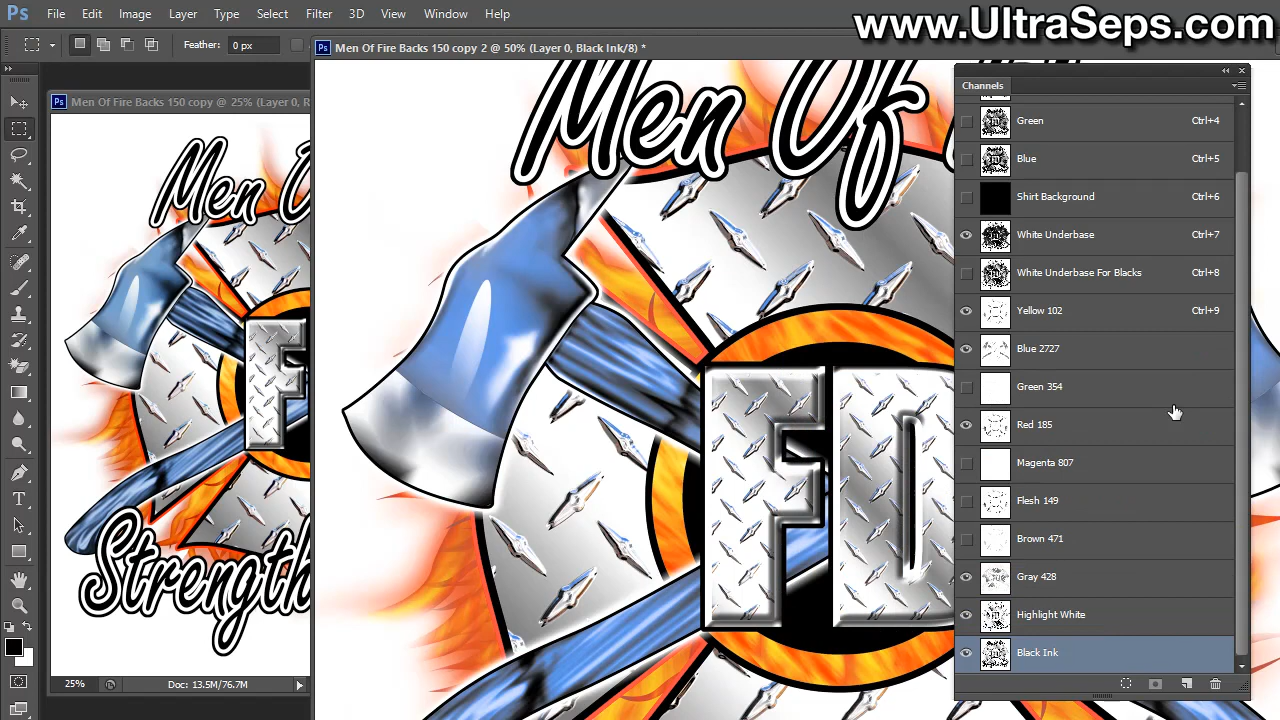 Ps File Edit Image Layer Type Select Filter 3D View Window Help
www.UltraSeps.com
Feather: 0 px
Ps Men Of Fire Backs 150 copy 2 @ 50% (Layer 0, Black Ink/8) *
Ps Men Of Fire Backs 150 copy @ 25% (Layer 0, R
Channels
Green Ctrl+4
Blue Ctrl+5
Shirt Background Ctrl+6
White Underbase Ctrl+7
White Underbase For Blacks Ctrl+8
Yellow 102 Ctrl+9
Blue 2727
Green 354
Red 185
Magenta 807
Flesh 149
Brown 471
Gray 428
Highlight White
Black Ink
Men O
F
Strength
Men Of
FD
25% Doc: 13.5M/76.7M